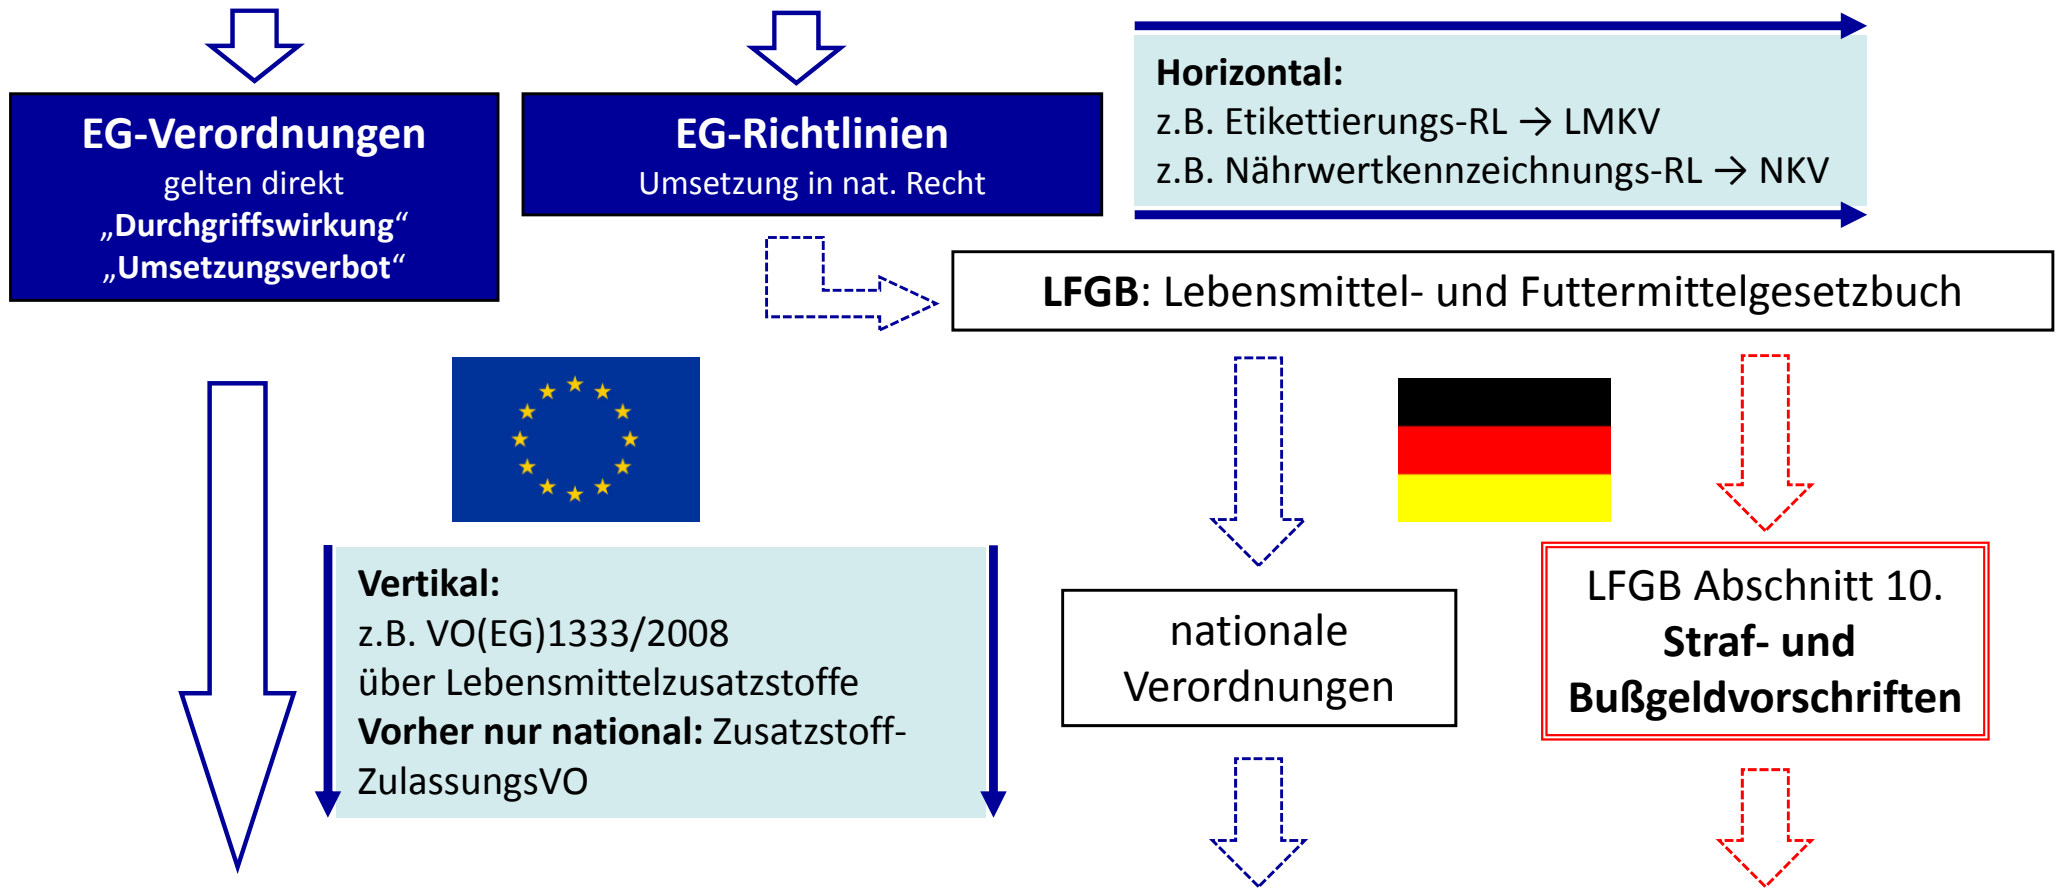 EG-Verordnungen
gelten direkt
„Durchgriffswirkung“
„Umsetzungsverbot“
EG-Richtlinien
Umsetzung in nat. Recht
Horizontal:
z.B. Etikettierungs-RL → LMKV
z.B. Nährwertkennzeichnungs-RL → NKV
LFGB: Lebensmittel- und Futtermittelgesetzbuch
Vertikal:
z.B. VO(EG)1333/2008
über Lebensmittelzusatzstoffe
Vorher nur national: Zusatzstoff-
ZulassungsVO
nationale
Verordnungen
LFGB Abschnitt 10.
Straf- und
Bußgeldvorschriften